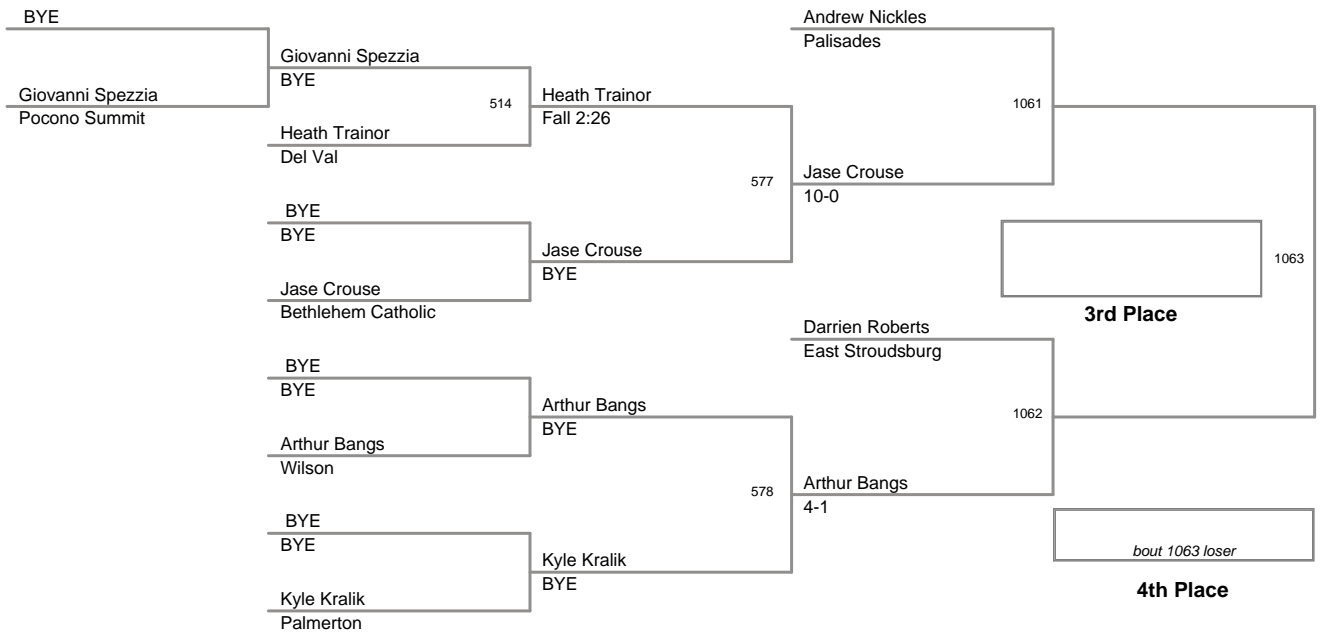 BYE
Giovanni Spezzia
Pocono Summit
Giovanni Spezzia
BYE
514
Heath Trainor
Del Val
Heath Trainor
Fall 2:26
BYE
BYE
Jase Crouse
Bethlehem Catholic
Jase Crouse
BYE
577
Andrew Nickles
Palisades
1061
Jase Crouse
10-0
1063
3rd Place
BYE
BYE
Arthur Bangs
Wilson
Arthur Bangs
BYE
BYE
BYE
Kyle Kralik
Palmerton
Kyle Kralik
BYE
578
Darrien Roberts
East Stroudsburg
1062
Arthur Bangs
4-1
bout 1063 loser
4th Place